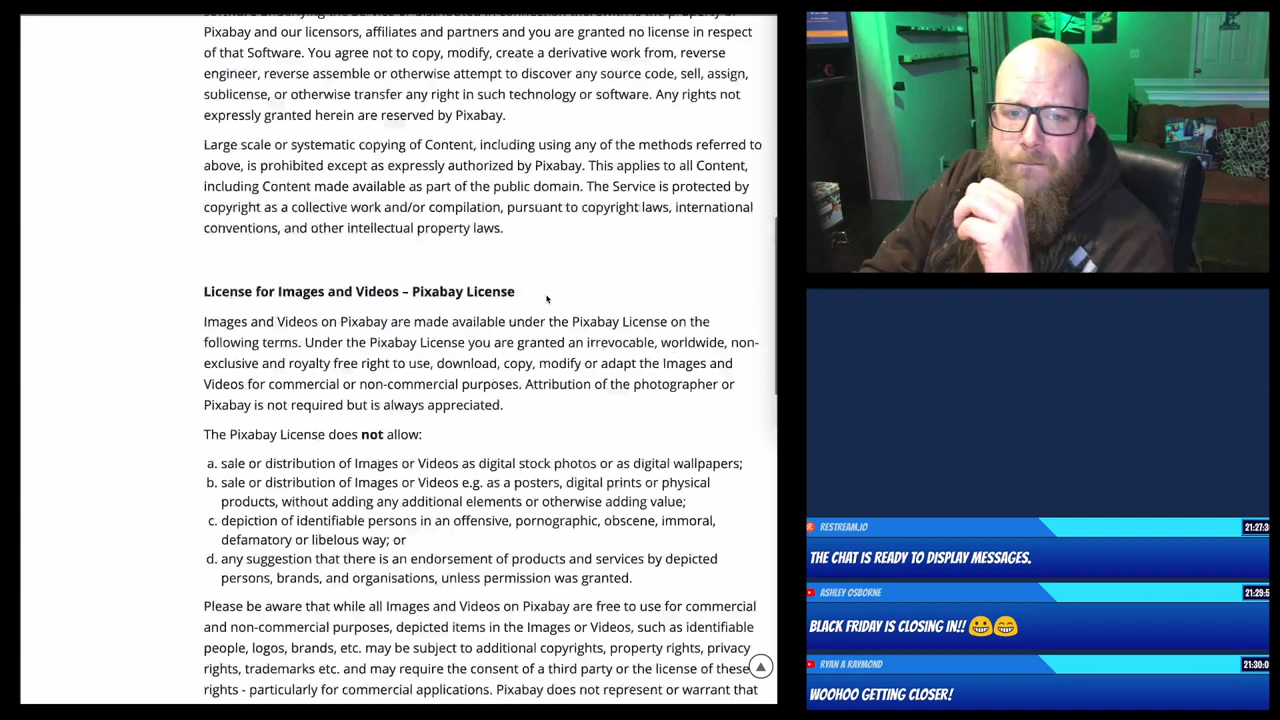 Pixabay and our licensors, affiliates and partners and you are granted no license in respect
of that Software. You agree not to copy, modify, create a derivative work from, reverse
engineer, reverse assemble or otherwise attempt to discover any source code, sell, assign,
sublicense, or otherwise transfer any right in such technology or software. Any rights not
expressly granted herein are reserved by Pixabay.
Large scale or systematic copying of Content, including using any of the methods referred to
above, is prohibited except as expressly authorized by Pixabay. This applies to all Content,
including Content made available as part of the public domain. The Service is protected by
copyright as a collective work and/or compilation, pursuant to copyright laws, international
conventions, and other intellectual property laws.
License for Images and Videos – Pixabay License
Images and Videos on Pixabay are made available under the Pixabay License on the
following terms. Under the Pixabay License you are granted an irrevocable, worldwide, non-
exclusive and royalty free right to use, download, copy, modify or adapt the Images and
Videos for commercial or non-commercial purposes. Attribution of the photographer or
Pixabay is not required but is always appreciated.
The Pixabay License does not allow:
a. sale or distribution of Images or Videos as digital stock photos or as digital wallpapers;
b. sale or distribution of Images or Videos e.g. as a posters, digital prints or physical
products, without adding any additional elements or otherwise adding value;
c. depiction of identifiable persons in an offensive, pornographic, obscene, immoral,
defamatory or libelous way; or
d. any suggestion that there is an endorsement of products and services by depicted
persons, brands, and organisations, unless permission was granted.
Please be aware that while all Images and Videos on Pixabay are free to use for commercial
and non-commercial purposes, depicted items in the Images or Videos, such as identifiable
people, logos, brands, etc. may be subject to additional copyrights, property rights, privacy
rights, trademarks etc. and may require the consent of a third party or the license of these
rights - particularly for commercial applications. Pixabay does not represent or warrant that
RESTREAM.IO 21:27:3
THE CHAT IS READY TO DISPLAY MESSAGES.
ASHLEY OSBORNE 21:29:5
BLACK FRIDAY IS CLOSING IN!! 😀😁
RYAN A RAYMOND 21:30:0
WOOHOO GETTING CLOSER!